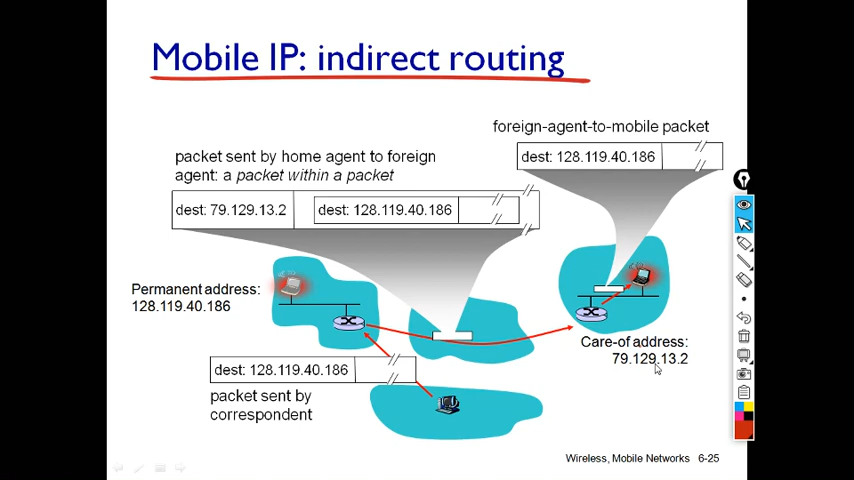 Mobile IP: indirect routing
foreign-agent-to-mobile packet
dest: 128.119.40.186
packet sent by home agent to foreign
agent: a packet within a packet
dest: 79.129.13.2
dest: 128.119.40.186
Permanent address:
128.119.40.186
Care-of address:
79.129.13.2
dest: 128.119.40.186
packet sent by
correspondent
Wireless, Mobile Networks 6-25